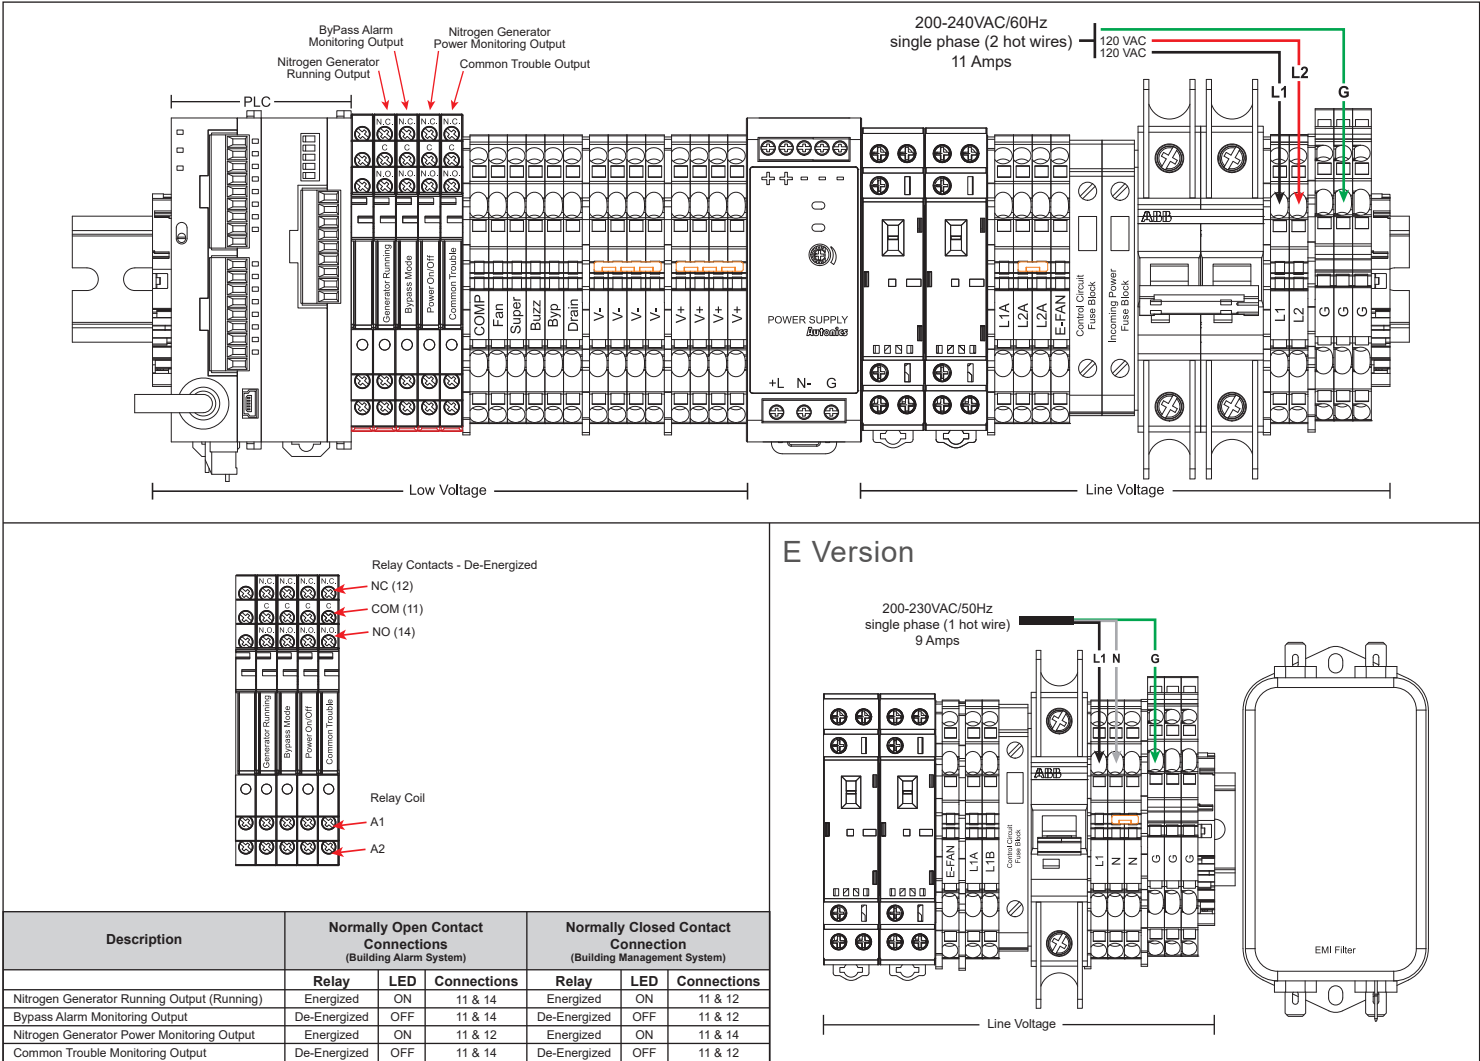 ByPass Alarm
Monitoring Output
Nitrogen Generator
Power Monitoring Output
Nitrogen Generator
Running Output
Common Trouble Output
200-240VAC/60Hz
single phase (2 hot wires)
11 Amps
120 VAC
120 VAC
L1
L2
G
PLC
N.C. N.C. N.C. N.C.
C C C C
N.O. N.O. N.O. N.O.
Generator Running
Bypass Mode
Power On/Off
Common Trouble
COMP
Fan
Super
Buzz
Byp
Drain
V-
V-
V-
V-
V+
V+
V+
V+
++---
POWER SUPPLY
Autonics
+L N- G
L1A
L2A
L2A
E-FAN
Control Circuit
Fuse Block
Incoming Power
Fuse Block
ABB
L1
L2
G
G
G
Low Voltage
Line Voltage
Relay Contacts - De-Energized
NC (12)
COM (11)
NO (14)
N.C. N.C. N.C. N.C.
C C C C
N.O. N.O. N.O. N.O.
Generator Running
Bypass Mode
Power On/Off
Common Trouble
Relay Coil
A1
A2
E Version
200-230VAC/50Hz
single phase (1 hot wire)
9 Amps
L1 N G
E-FAN
L1A
L1B
Control Circuit
Fuse Block
ABB
L1
N
N
G
G
G
EMI Filter
Line Voltage
Description Normally Open Contact Connections (Building Alarm System) Normally Closed Contact Connection (Building Management System)
Relay LED Connections Relay LED Connections
Nitrogen Generator Running Output (Running) Energized ON 11 & 14 Energized ON 11 & 12
Bypass Alarm Monitoring Output De-Energized OFF 11 & 14 De-Energized OFF 11 & 12
Nitrogen Generator Power Monitoring Output Energized ON 11 & 12 Energized ON 11 & 14
Common Trouble Monitoring Output De-Energized OFF 11 & 14 De-Energized OFF 11 & 12